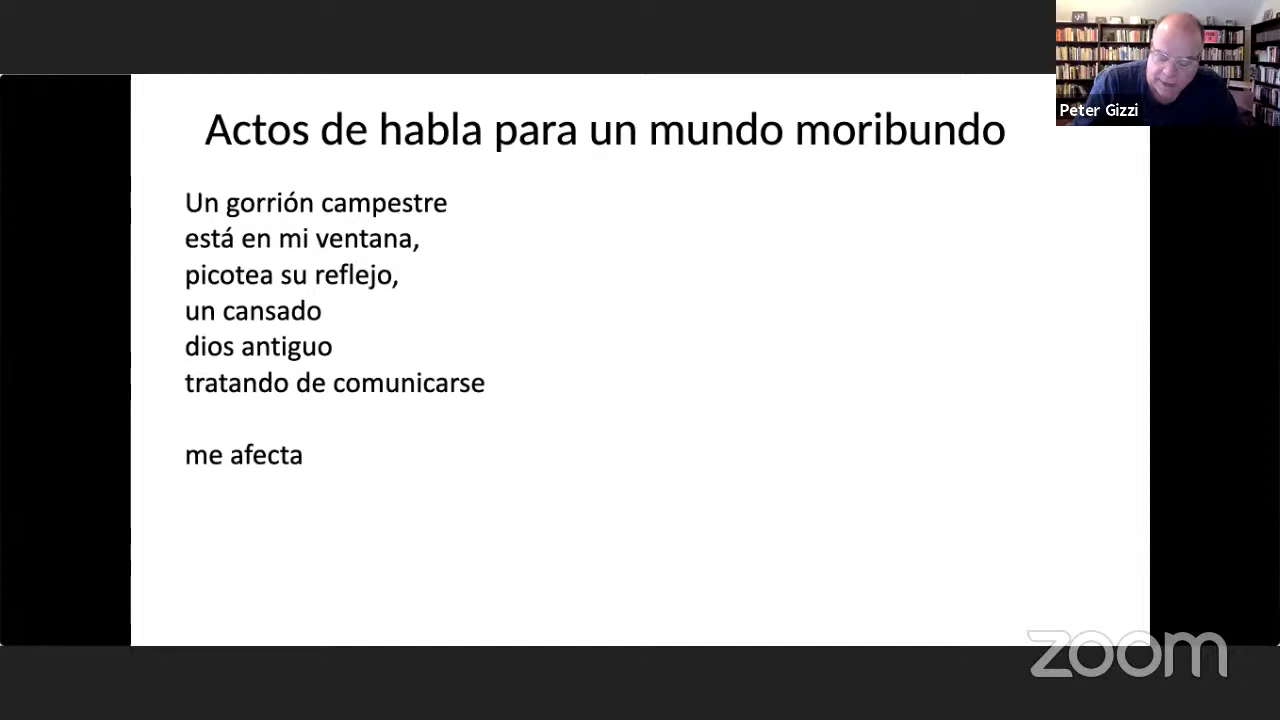 Peter Gizzi
Actos de habla para un mundo moribundo
Un gorrión campestre
está en mi ventana,
picotea su reflejo,
un cansado
dios antiguo
tratando de comunicarse
me afecta
zoom